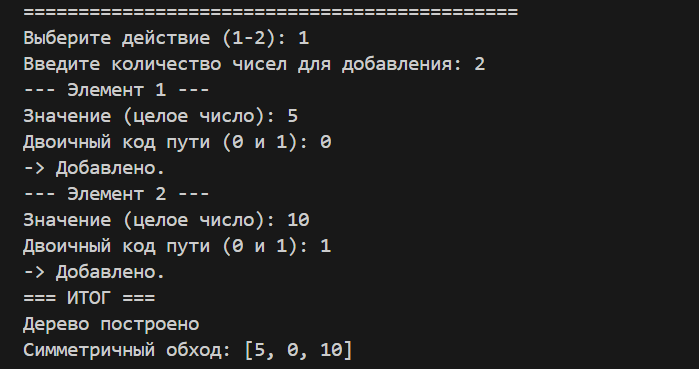 =============================================
Выберите действие (1-2): 1
Введите количество чисел для добавления: 2
--- Элемент 1 ---
Значение (целое число): 5
Двоичный код пути (0 и 1): 0
-> Добавлено.
--- Элемент 2 ---
Значение (целое число): 10
Двоичный код пути (0 и 1): 1
-> Добавлено.
=== ИТОГ ===
Дерево построено
Симметричный обход: [5, 0, 10]